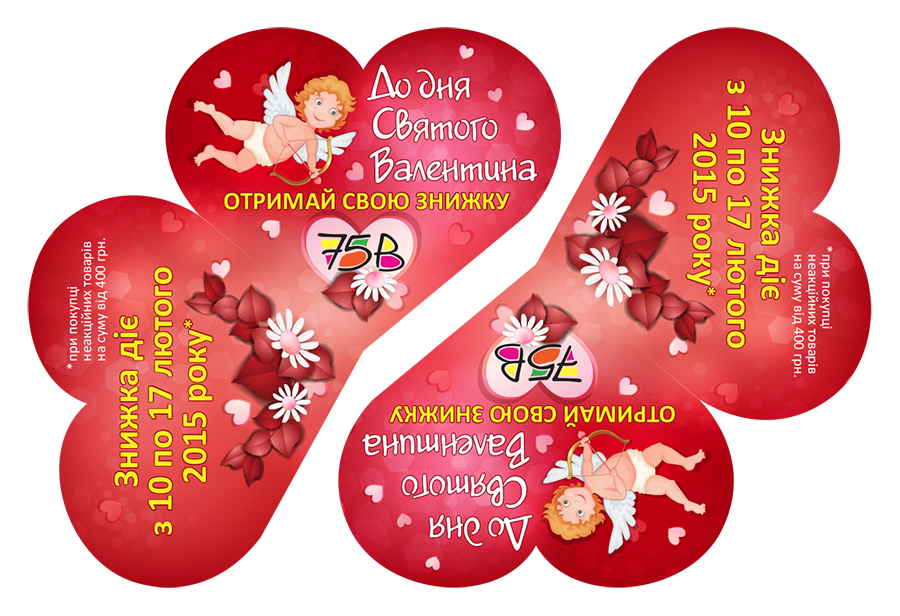 До дня
Святого
Валентина
ОТРИМАЙ СВОЮ ЗНИЖКУ
75В
Знижка діє
з 10 по 17 лютого
2015 року*
* при покупці
неакційних товарів
на суму від 400 грн.
Знижка діє
з 10 по 17 лютого
2015 року*
* при покупці
неакційних товарів
на суму від 400 грн.
До дня
Святого
Валентина
ОТРИМАЙ СВОЮ ЗНИЖКУ
75В